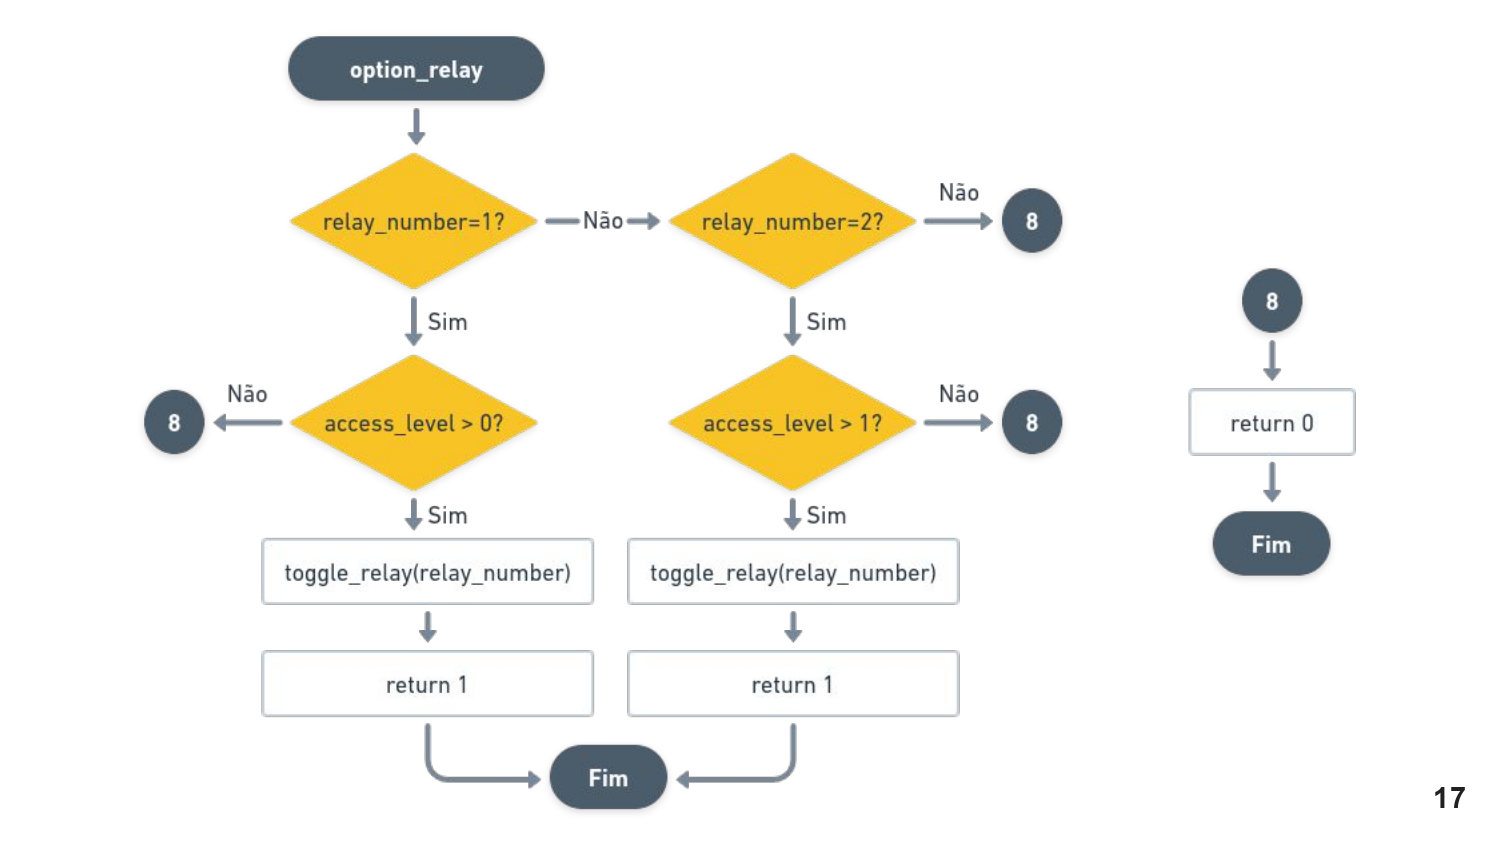 option_relay
relay_number=1?
Não
relay_number=2?
Não
8
Sim
Sim
8
Não
access_level > 0?
access_level > 1?
Não
8
Sim
Sim
toggle_relay(relay_number)
toggle_relay(relay_number)
return 1
return 1
Fim
8
return 0
Fim
17